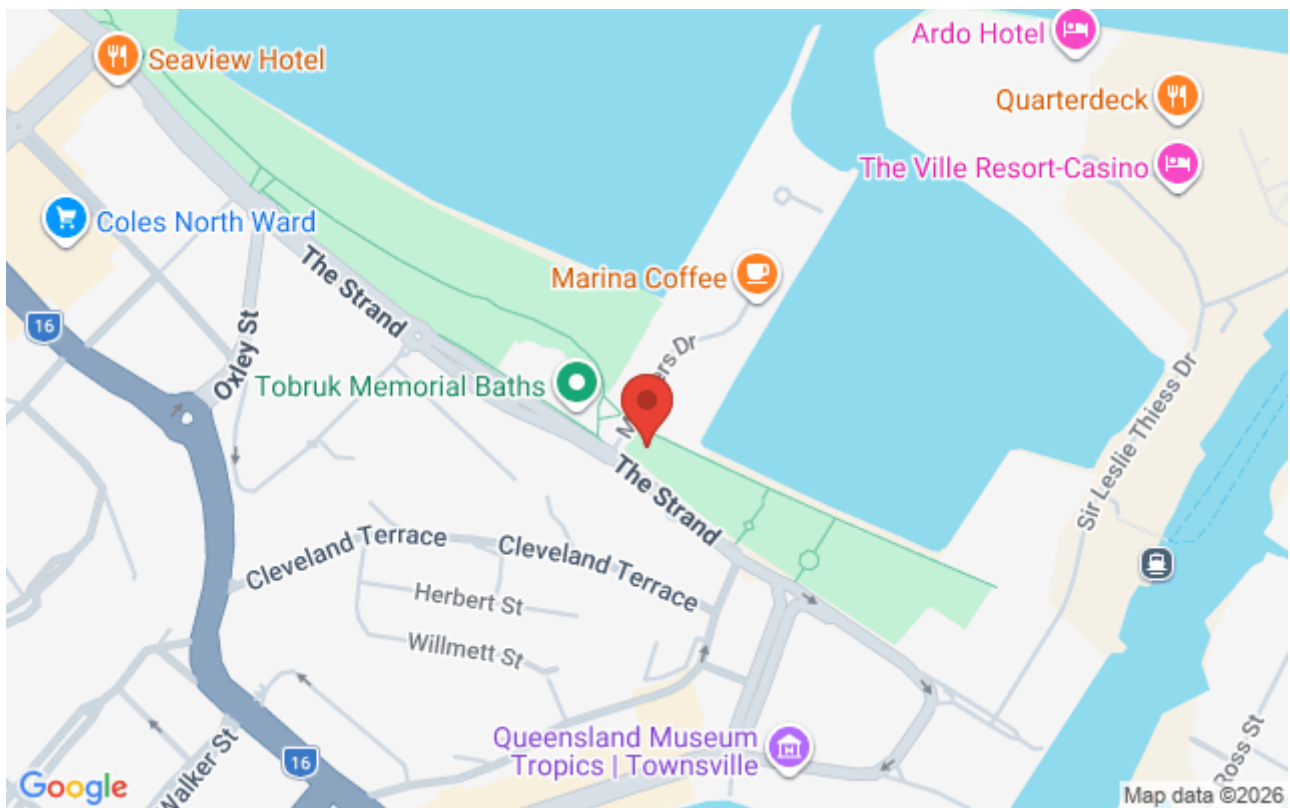 Ardo Hotel
Seaview Hotel
Quarterdeck
The Ville Resort-Casino
Coles North Ward
Marina Coffee
The Strand
16
Oxley St
Tobruk Memorial Baths
Sir Leslie Thiess Dr
The Strand
Cleveland Terrace
Cleveland Terrace
Herbert St
Willmett St
Queensland Museum
Tropics | Townsville
16
Walker St
Ross St
Google
Map data ©2026